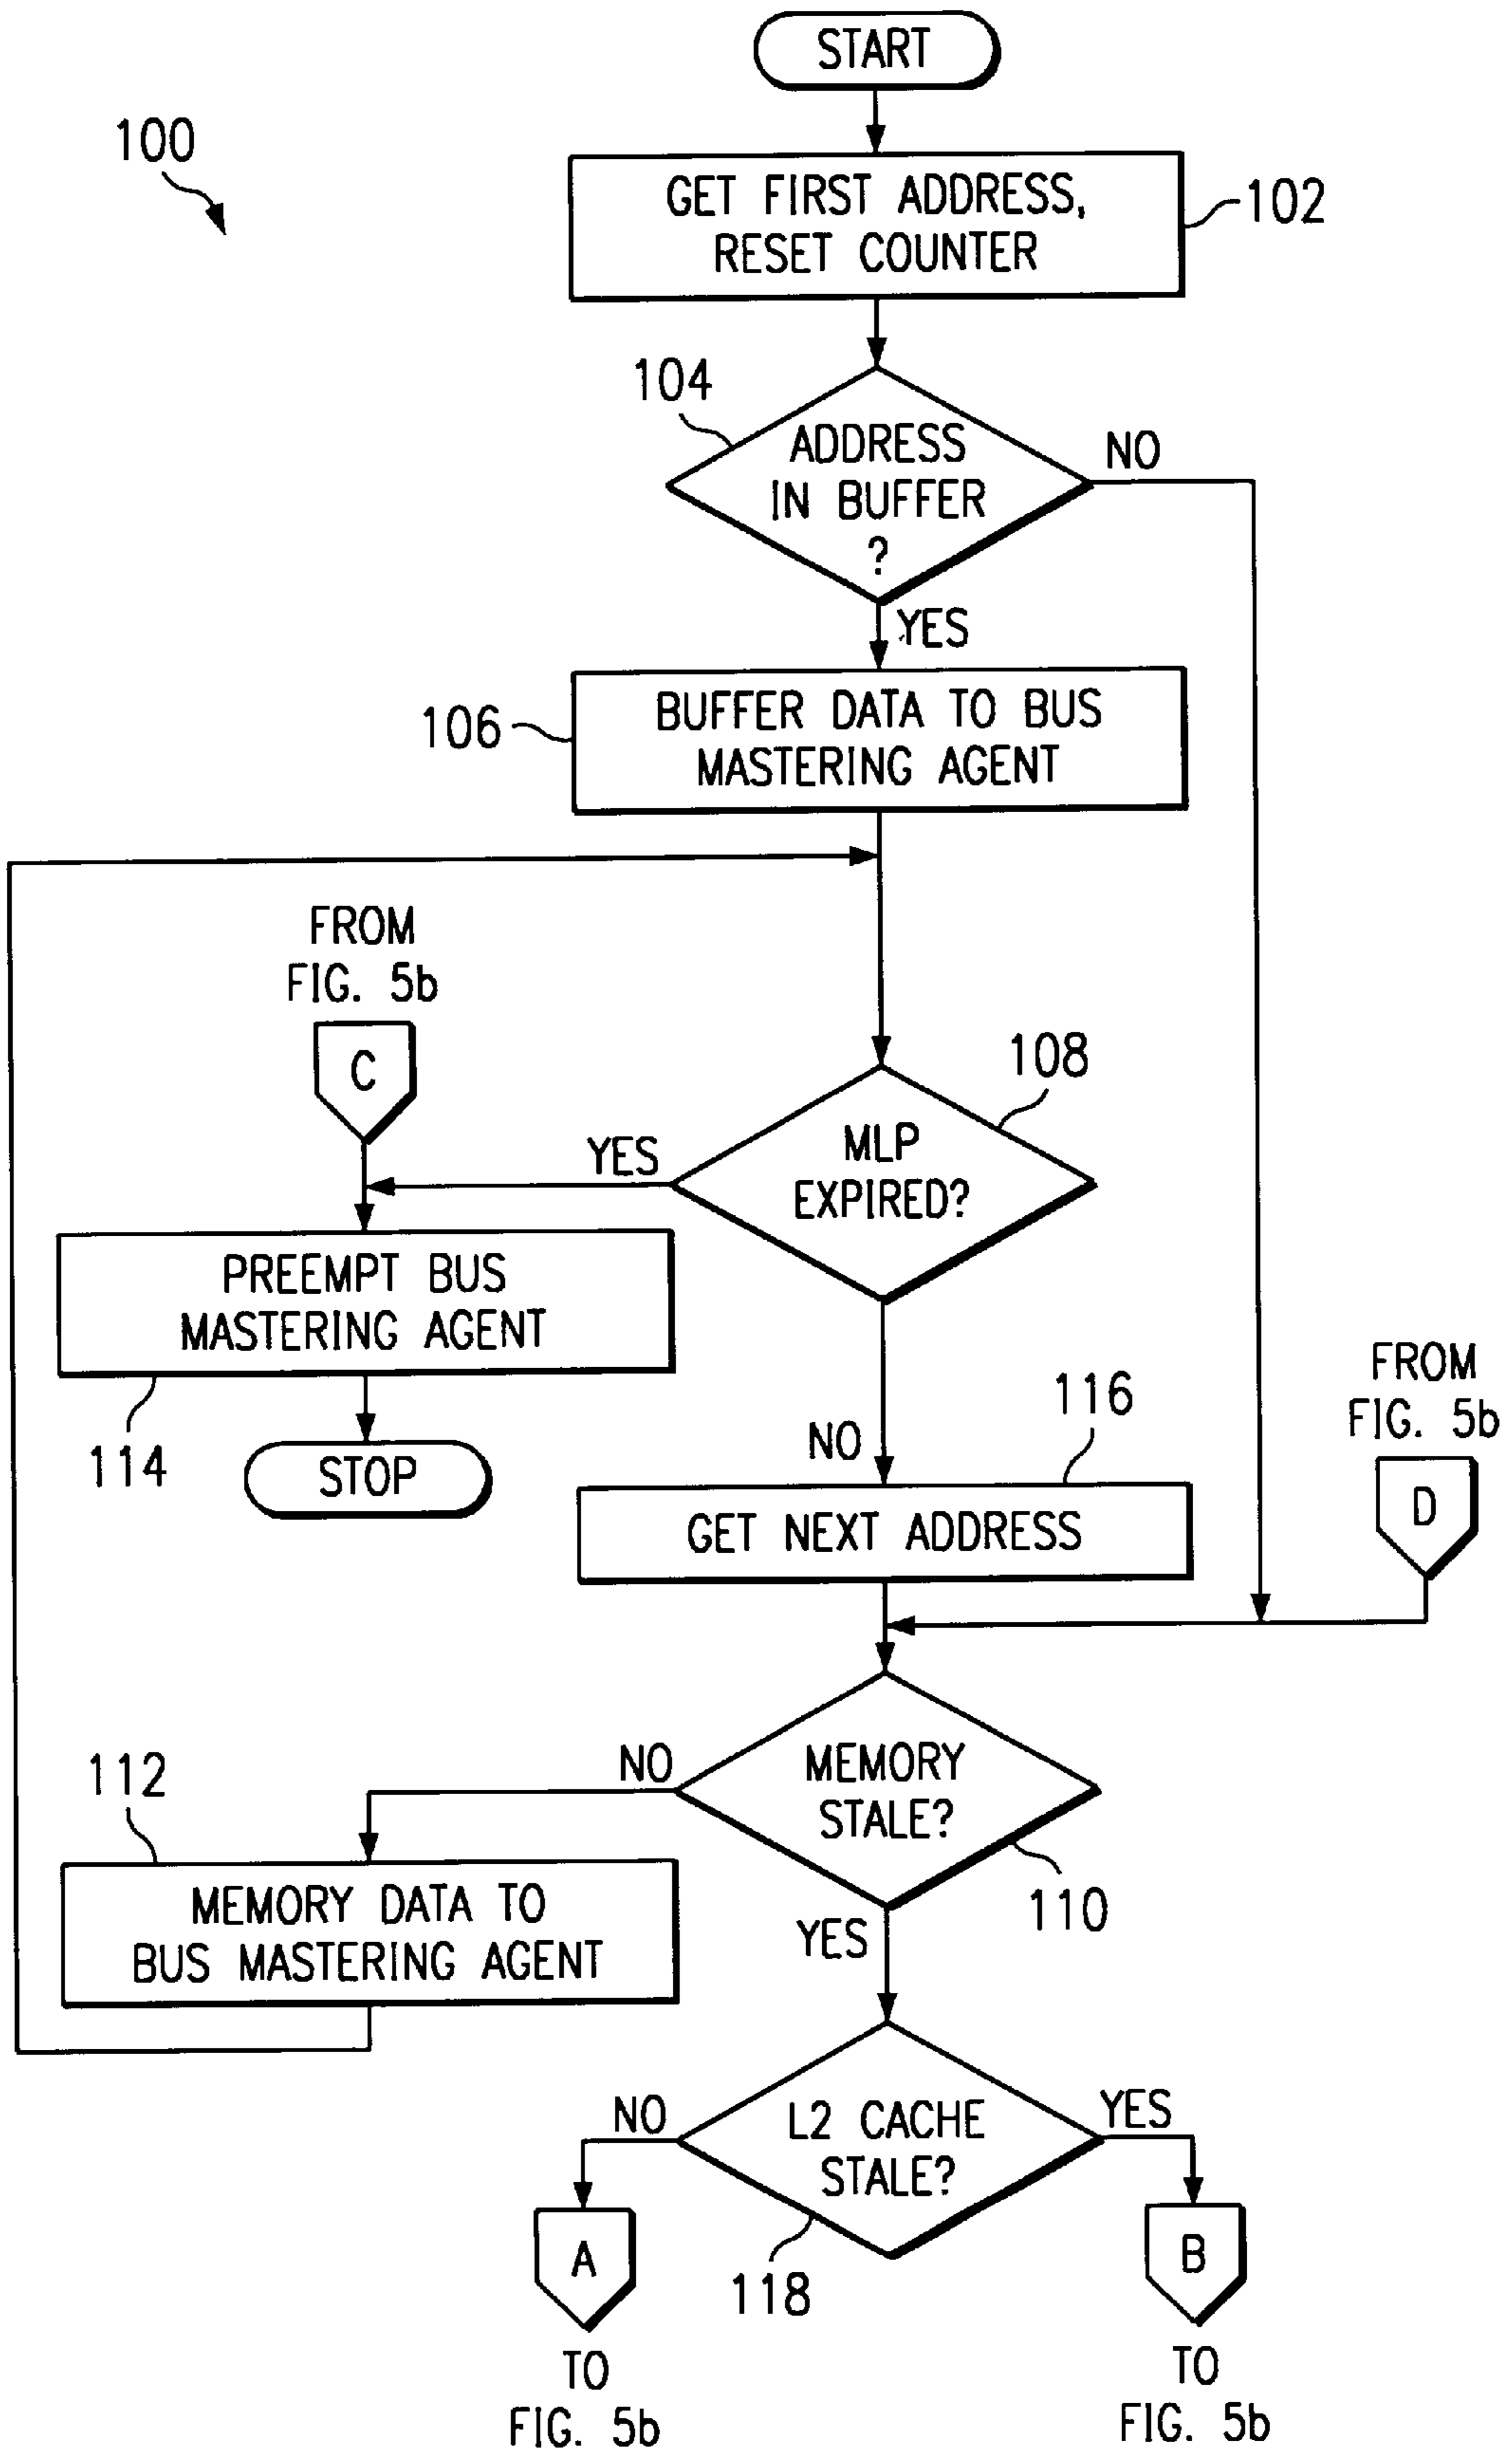 START
100
GET FIRST ADDRESS,
RESET COUNTER
102
104
ADDRESS
IN BUFFER
?
NO
YES
106
BUFFER DATA TO BUS
MASTERING AGENT
FROM
FIG. 5b
C
108
MLP
EXPIRED?
YES
PREEMPT BUS
MASTERING AGENT
114
STOP
NO
116
GET NEXT ADDRESS
FROM
FIG. 5b
D
MEMORY
STALE?
NO
110
112
MEMORY DATA TO
BUS MASTERING AGENT
YES
L2 CACHE
STALE?
NO
YES
118
A
TO
FIG. 5b
B
TO
FIG. 5b